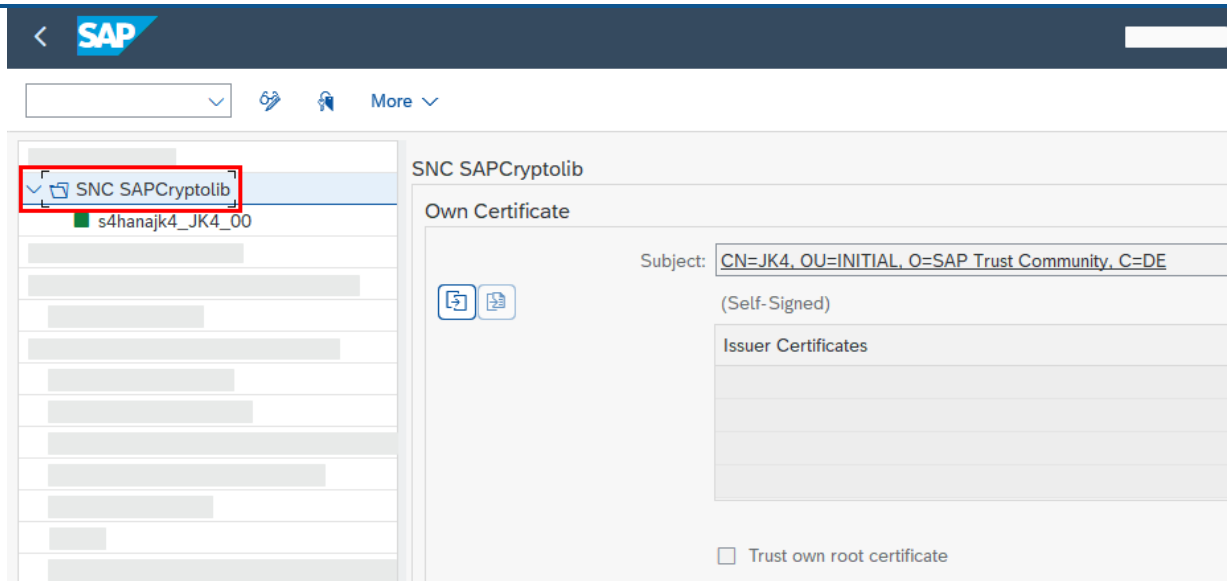 SAP
More
SNC SAPCryptolib
s4hanajk4_JK4_00
SNC SAPCryptolib
Own Certificate
Subject: CN=JK4, OU=INITIAL, O=SAP Trust Community, C=DE
(Self-Signed)
Issuer Certificates
Trust own root certificate